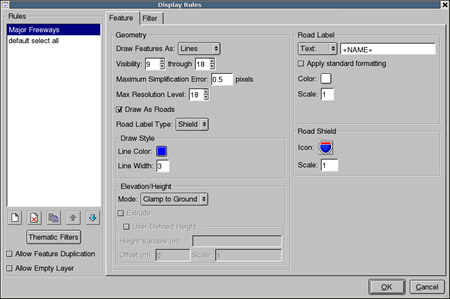 Display Rules
Rules
Major Freeways
default select all
Thematic Filters
Allow Feature Duplication
Allow Empty Layer
Feature
Filter
Geometry
Draw Features As: Lines
Visibility: 9 through 18
Maximum Simplification Error: 0.5 pixels
Max Resolution Level: 18
Draw As Roads
Road Label Type: Shield
Draw Style
Line Color:
Line Width: 3
Elevation/Height
Mode: Clamp to Ground
Extrude
User-Defined Height
Height Variable (m):
Offset (m): 0 Scale: 1
Road Label
Text: «NAME»
Apply standard formatting
Color:
Scale: 1
Road Shield
Icon:
Scale: 1
OK
Cancel